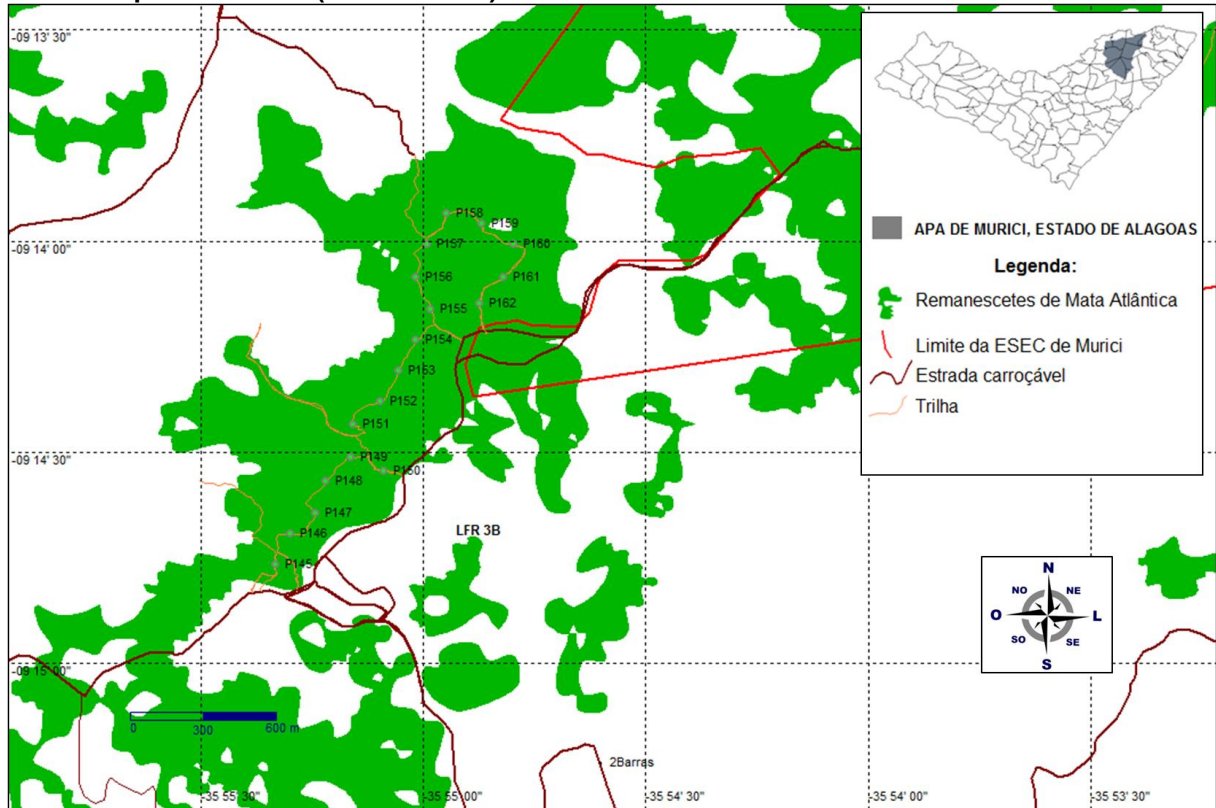 -09 13' 30"
-09 14' 00"
-09 14' 30"
-09 15' 00"
P158
P159
P157
P160
P156
P161
P155
P162
P154
P153
P152
P151
P149
P150
P148
P147
P146
P145
LFR 3B
2Barras
0 300 600 m
-35 55' 30"
-35 55' 00"
-35 54' 30"
-35 54' 00"
-35 53' 30"
APA DE MURICI, ESTADO DE ALAGOAS
Legenda:
Remanescetes de Mata Atlântica
Limite da ESEC de Murici
Estrada carroçável
Trilha
N
NO NE
O L
SO SE
S